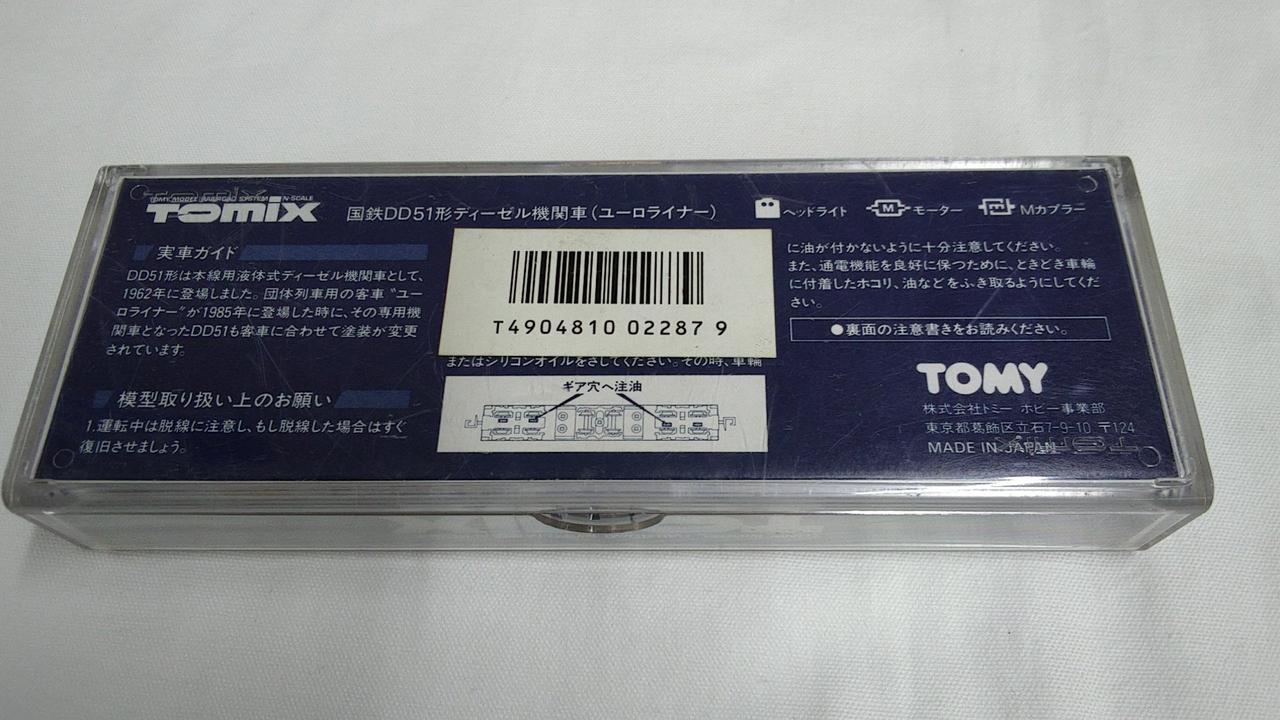 TOMY MODEL RAILROAD SYSTEM N-SCALE
TOMIX
国鉄DD51形ディーゼル機関車(ユーロライナー)
ヘッドライト
モーター
Mカプラー
実車ガイド
DD51形は本線用液体式ディーゼル機関車として、
1962年に登場しました。団体列車用の客車“ユー
ロライナー”が1985年に登場した時に、その専用機
関車となったDD51も客車に合わせて塗装が変更
されています。
模型取り扱い上のお願い
1.運転中は脱線に注意し、もし脱線した場合はすぐ
復旧させましょう。
T4904810 02287 9
またはシリコンオイルをさしてください。その時、車輪
ギア穴へ注油
に油が付かないように十分注意してください。
また、通電機能を良好に保つために、ときどき車輪
に付着したホコリ、油などをふき取るようにしてくだ
さい。
●裏面の注意書きをお読みください。
TOMY
株式会社トミー ホビー事業部
東京都葛飾区立石7-9-10 〒124
MADE IN JAPAN